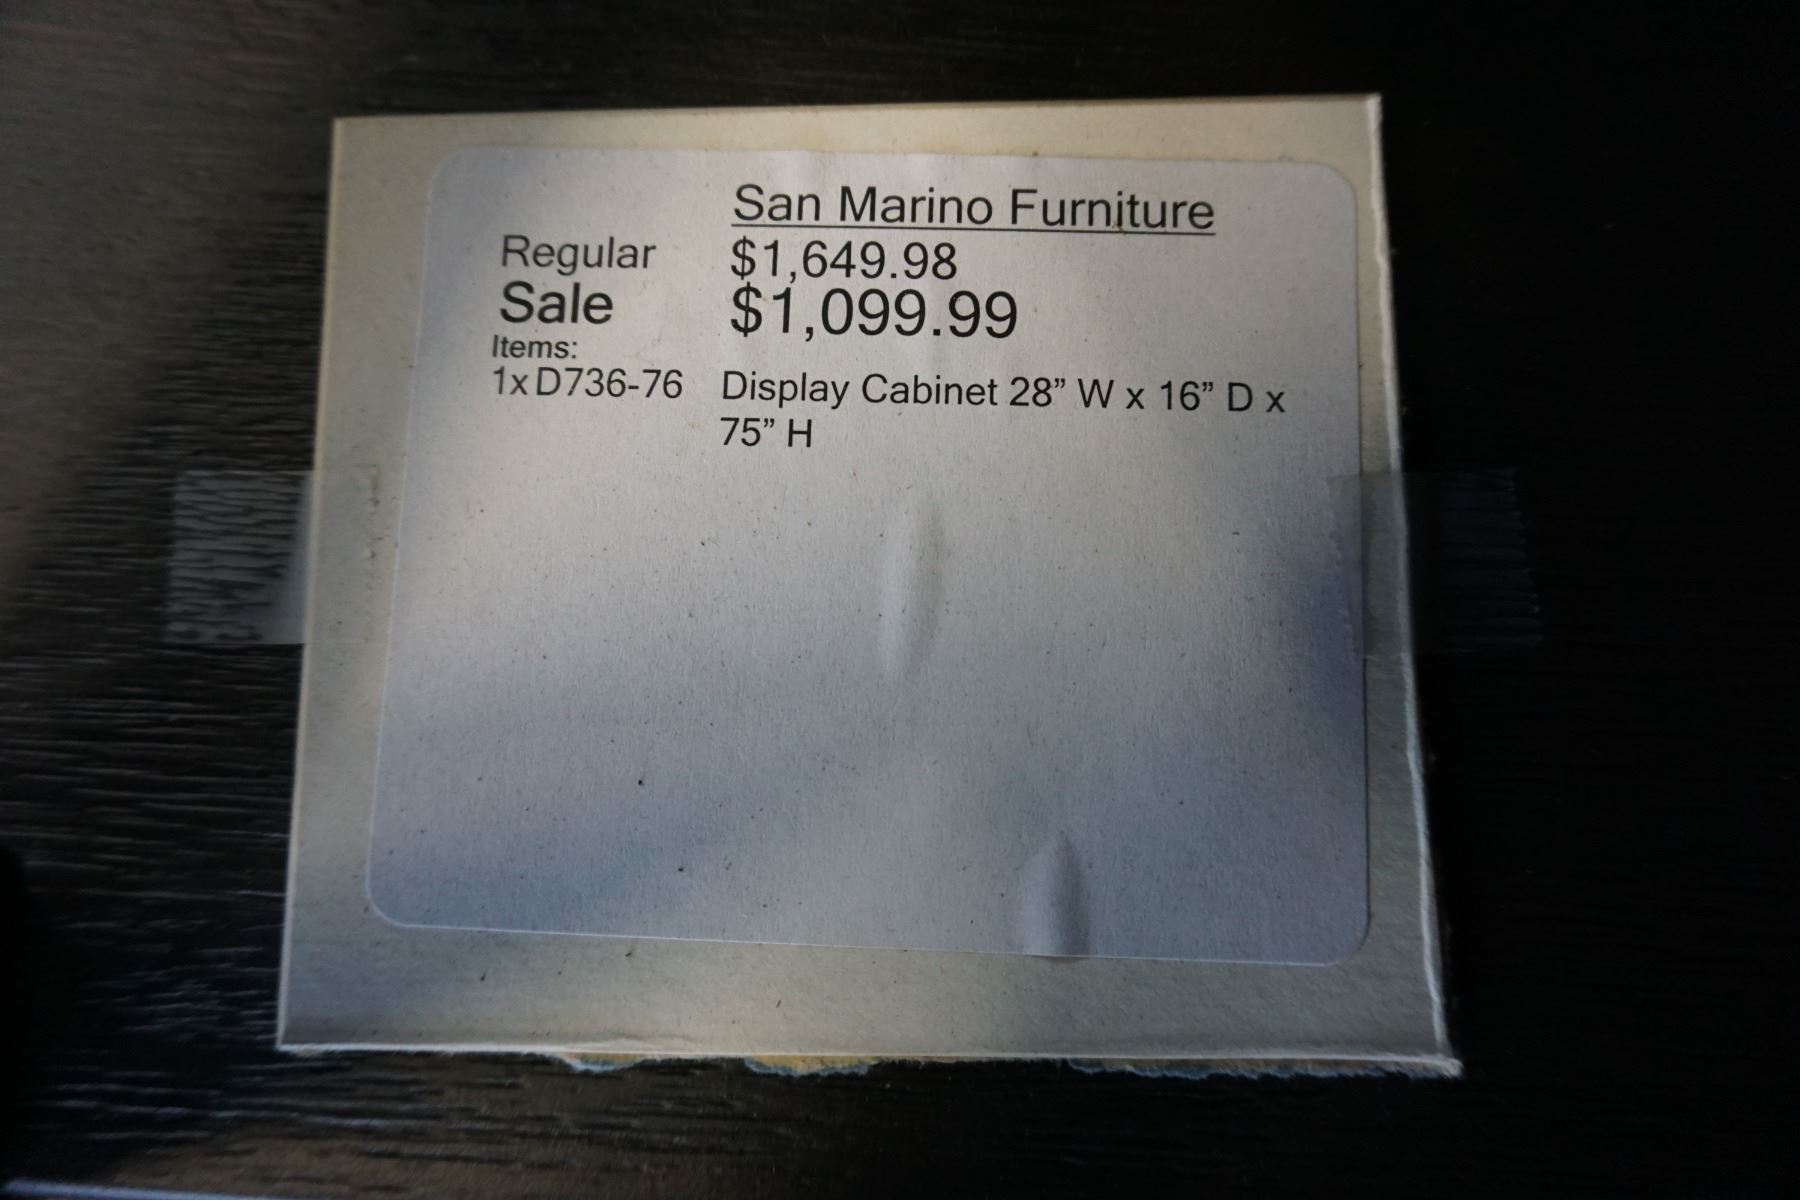 San Marino Furniture
Regular $1,649.98
Sale $1,099.99
Items:
1x D736-76 Display Cabinet 28” W x 16” D x
75” H